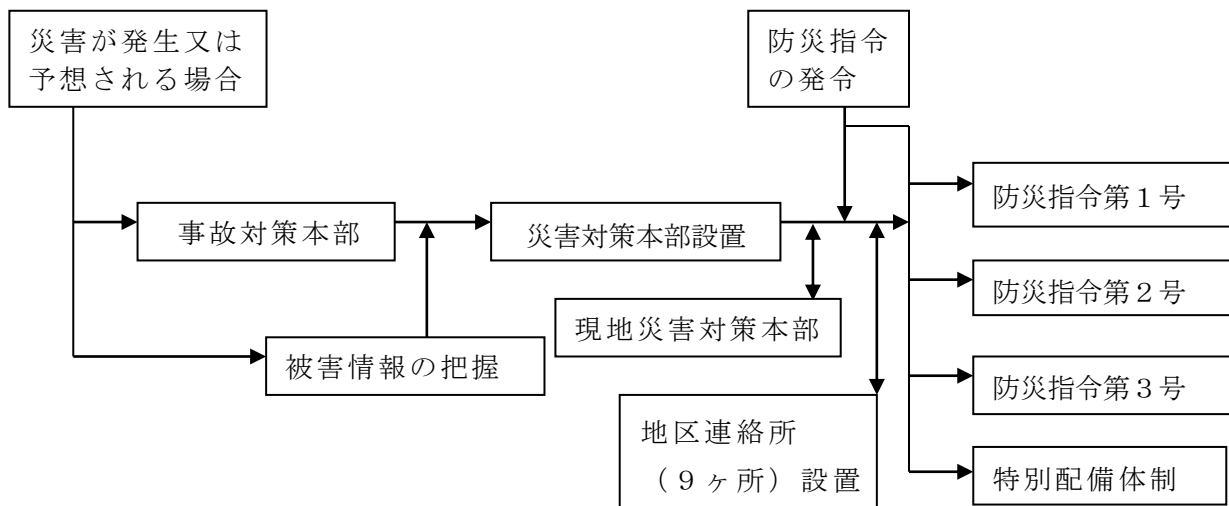 災害が発生又は
予想される場合
防災指令
の発令
防災指令第１号
事故対策本部
災害対策本部設置
防災指令第２号
現地災害対策本部
被害情報の把握
防災指令第３号
地区連絡所
（９ヶ所）設置
特別配備体制